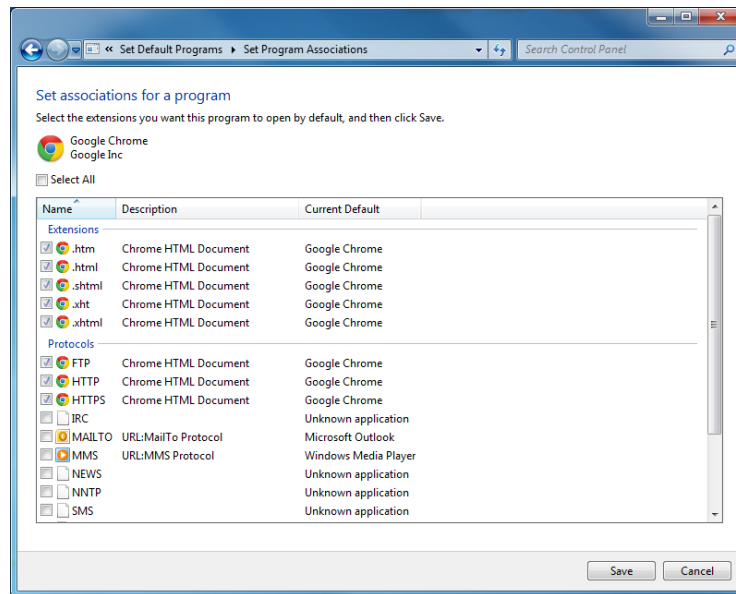 « Set Default Programs ▸ Set Program Associations
Search Control Panel
Set associations for a program
Select the extensions you want this program to open by default, and then click Save.
Google Chrome
Google Inc
Select All
Name Description Current Default
Extensions
.htm Chrome HTML Document Google Chrome
.html Chrome HTML Document Google Chrome
.shtml Chrome HTML Document Google Chrome
.xht Chrome HTML Document Google Chrome
.xhtml Chrome HTML Document Google Chrome
Protocols
FTP Chrome HTML Document Google Chrome
HTTP Chrome HTML Document Google Chrome
HTTPS Chrome HTML Document Google Chrome
IRC Unknown application
MAILTO URL:MailTo Protocol Microsoft Outlook
MMS URL:MMS Protocol Windows Media Player
NEWS Unknown application
NNTP Unknown application
SMS Unknown application
Save Cancel